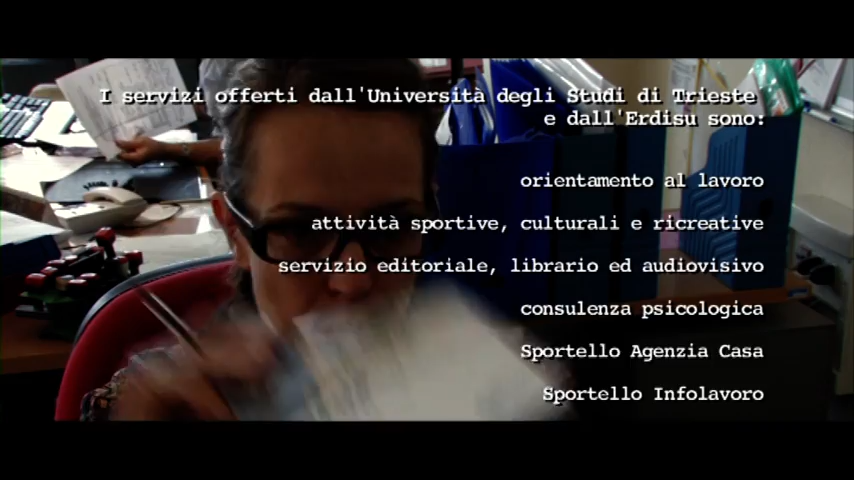 I servizi offerti dall'Università degli Studi di Trieste
e dall'Erdisu sono:
orientamento al lavoro
attività sportive, culturali e ricreative
servizio editoriale, librario ed audiovisivo
consulenza psicologica
Sportello Agenzia Casa
Sportello Infolavoro